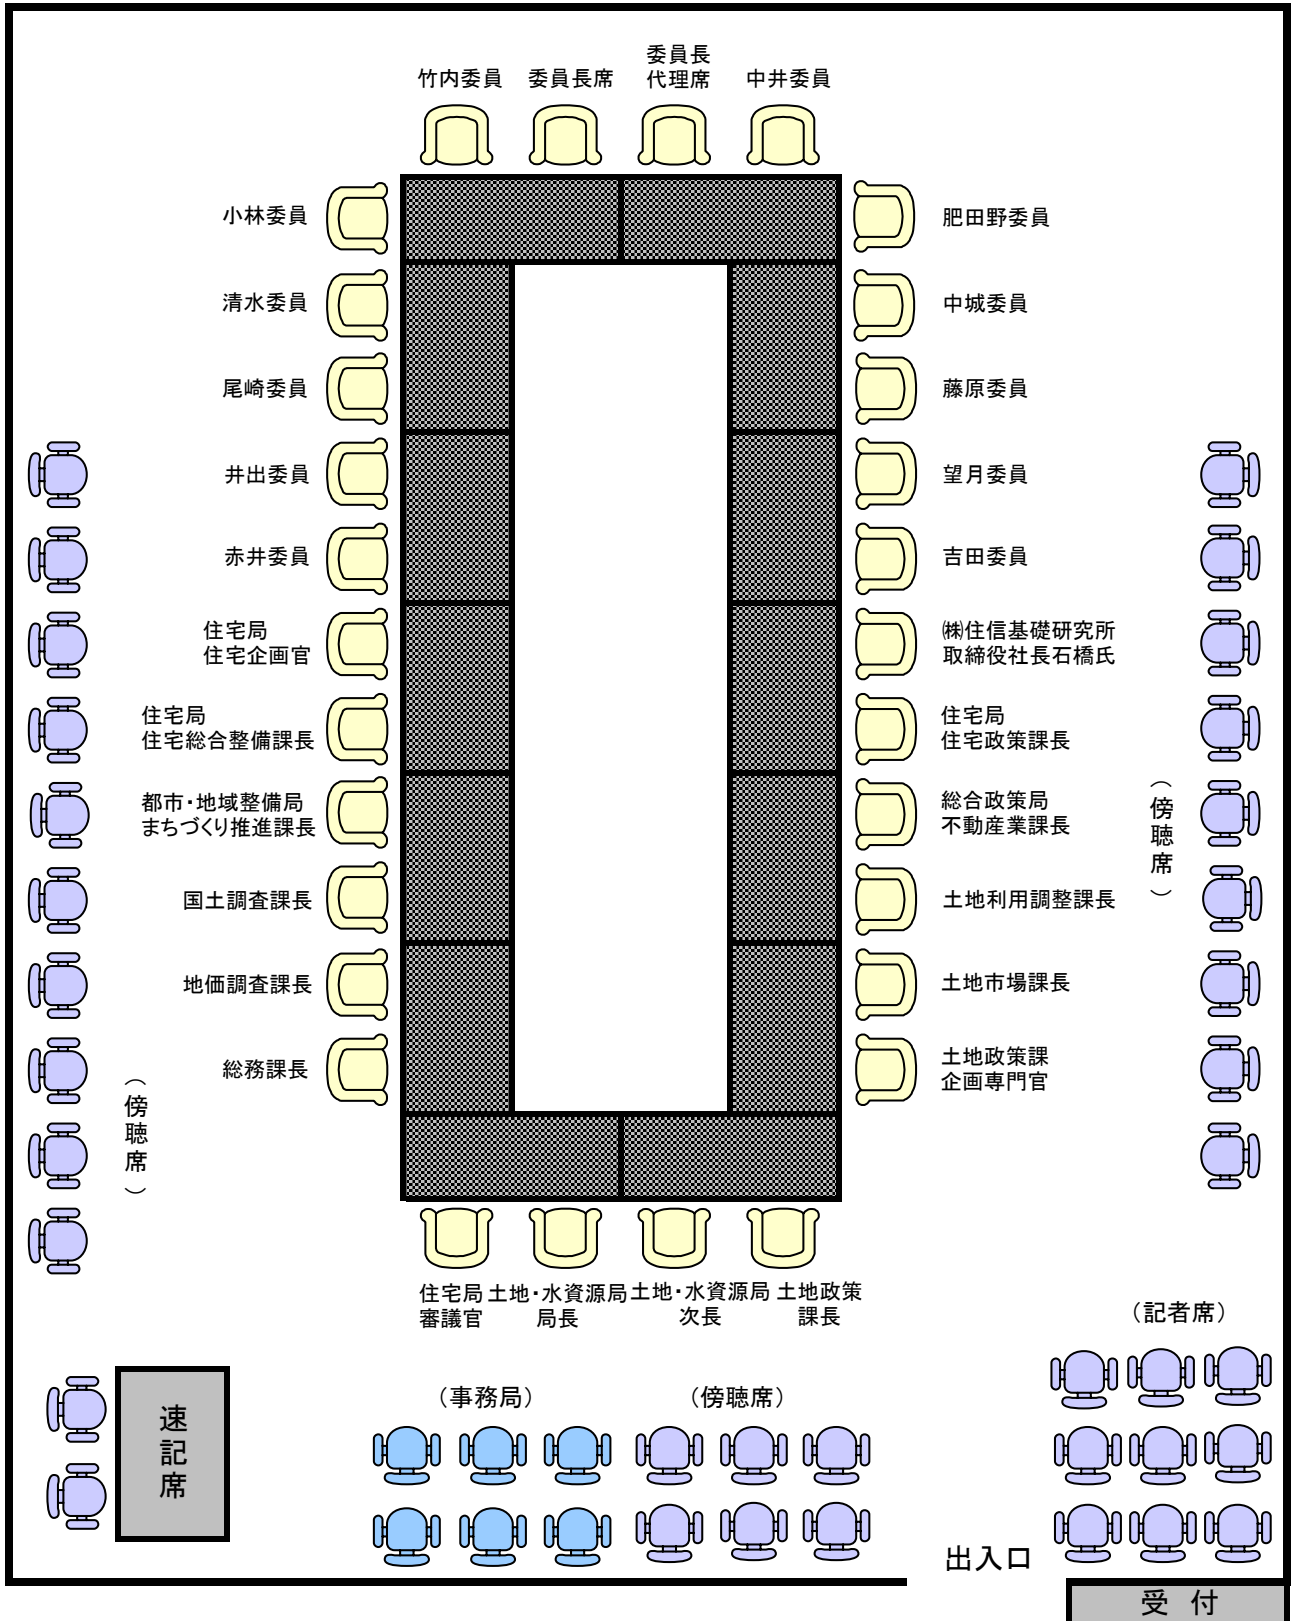 竹内委員
委員長席
委員長
代理席
中井委員
小林委員
清水委員
尾崎委員
井出委員
赤井委員
住宅局
住宅企画官
住宅局
住宅総合整備課長
都市・地域整備局
まちづくり推進課長
国土調査課長
地価調査課長
総務課長
肥田野委員
中城委員
藤原委員
望月委員
吉田委員
㈱住信基礎研究所
取締役社長石橋氏
住宅局
住宅政策課長
総合政策局
不動産業課長
土地利用調整課長
土地市場課長
土地政策課
企画専門官
（傍聴席）
（傍聴席）
住宅局
審議官
土地・水資源局
局長
土地・水資源局
次長
土地政策
課長
（記者席）
速記席
（事務局）
（傍聴席）
出入口
受 付